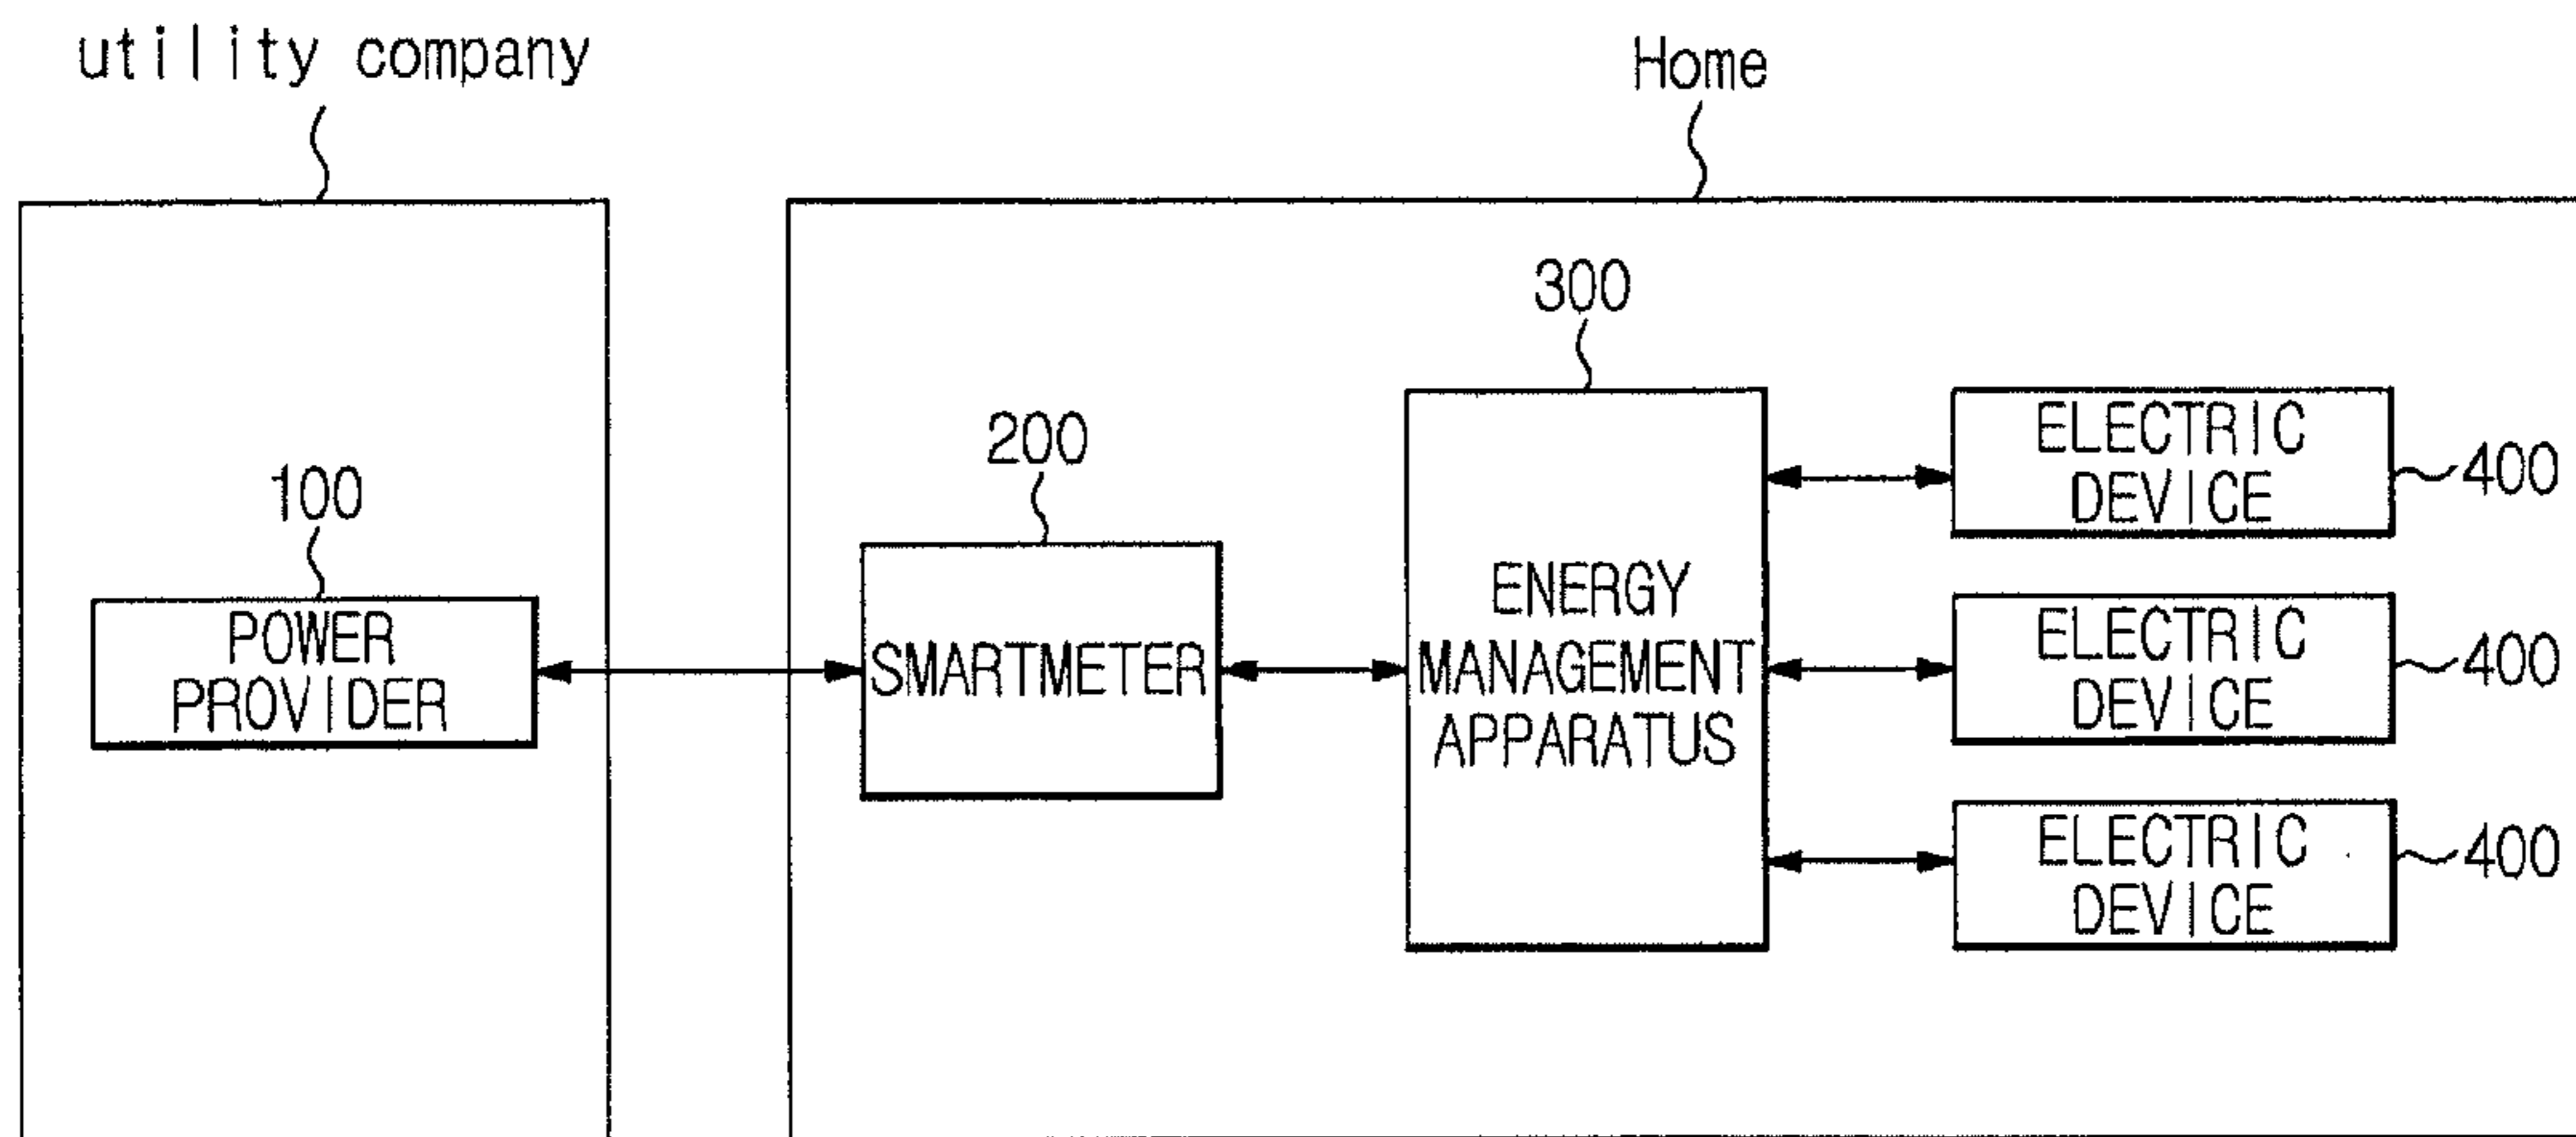 utility company
Home
100
POWER
PROVIDER
200
SMARTMETER
300
ENERGY
MANAGEMENT
APPARATUS
ELECTRIC
DEVICE
400
ELECTRIC
DEVICE
400
ELECTRIC
DEVICE
400